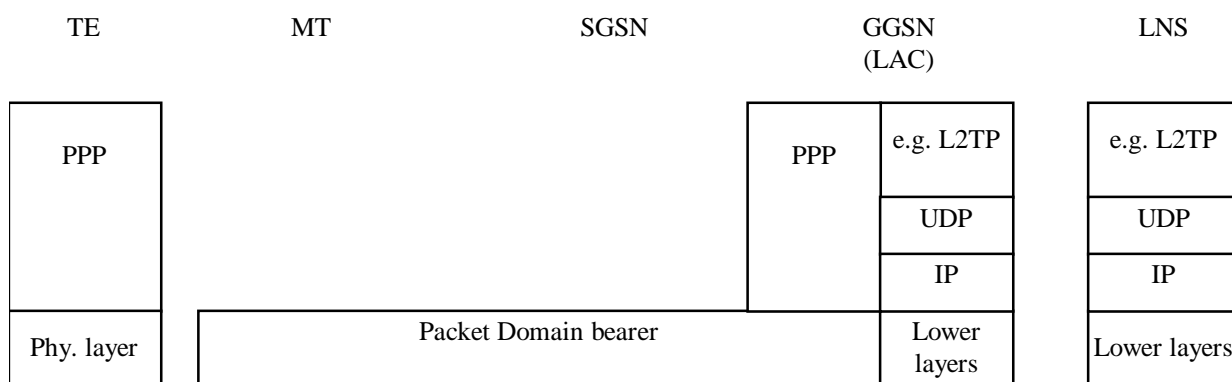 TE MT SGSN GGSN LNS
(LAC)
PPP PPP e.g. L2TP e.g. L2TP
UDP UDP
IP IP
Phy. layer Packet Domain bearer Lower Lower layers
layers